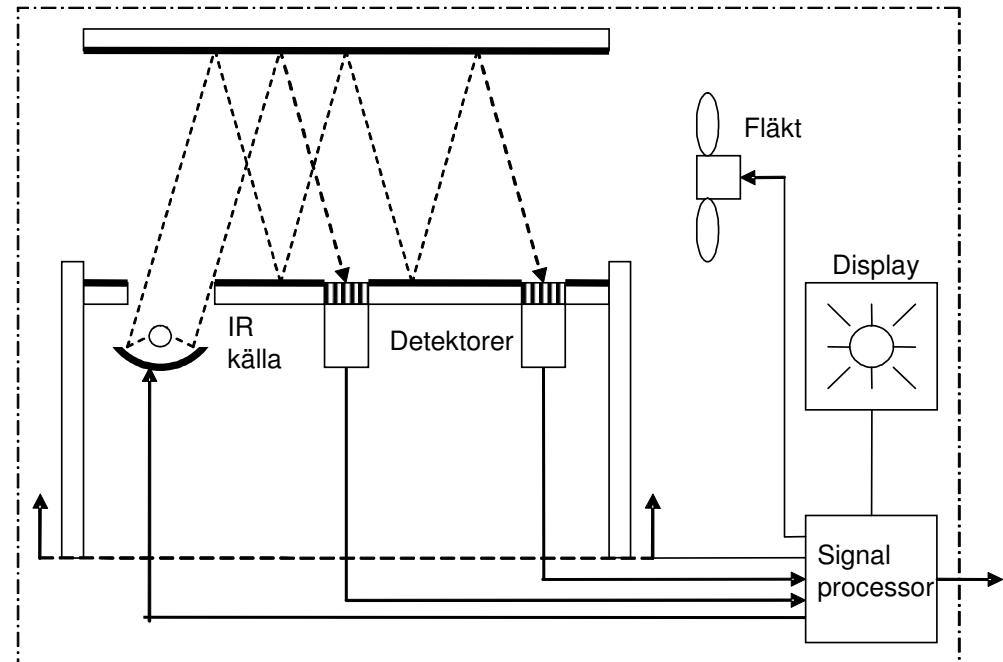 Fläkt
Display
IR
källa
Detektorer
Signal
processor